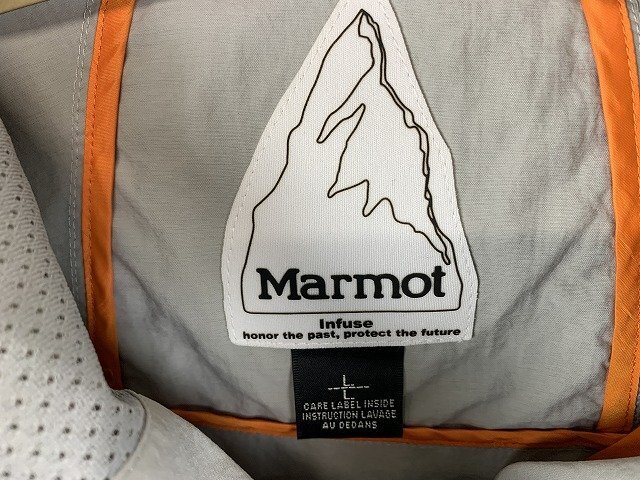 Marmot
Infuse
honor the past, protect the future
L
L
CARE LABEL INSIDE
INSTRUCTION LAVAGE
AU DEDANS